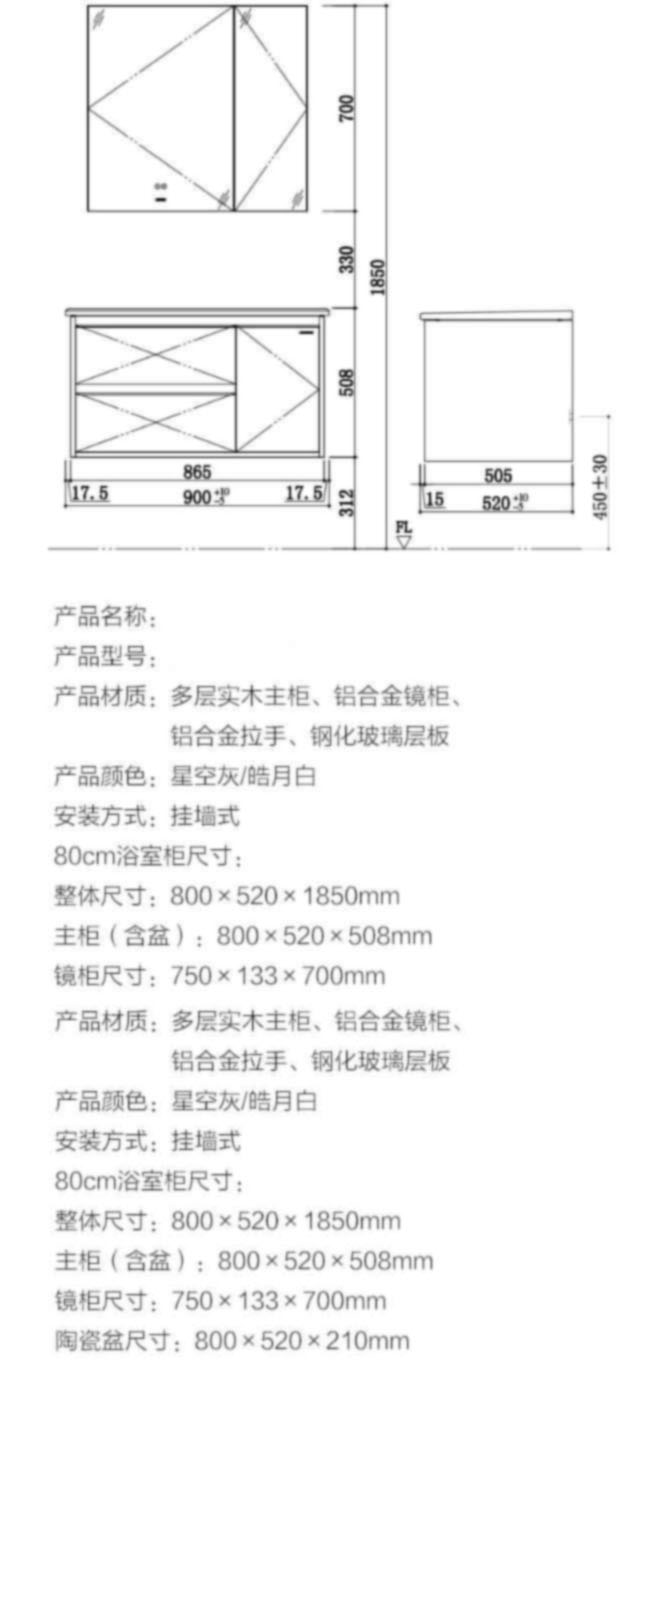 700
330
1850
508
312
865
17.5
900+10-5
17.5
505
15
520+10-5
450±30
FL
产品名称：
产品型号：
产品材质：多层实木主柜、铝合金镜柜、
铝合金拉手、钢化玻璃层板
产品颜色：星空灰/皓月白
安装方式：挂墙式
80cm浴室柜尺寸：
整体尺寸：800×520×1850mm
主柜（含盆）：800×520×508mm
镜柜尺寸：750×133×700mm
产品材质：多层实木主柜、铝合金镜柜、
铝合金拉手、钢化玻璃层板
产品颜色：星空灰/皓月白
安装方式：挂墙式
80cm浴室柜尺寸：
整体尺寸：800×520×1850mm
主柜（含盆）：800×520×508mm
镜柜尺寸：750×133×700mm
陶瓷盆尺寸：800×520×210mm